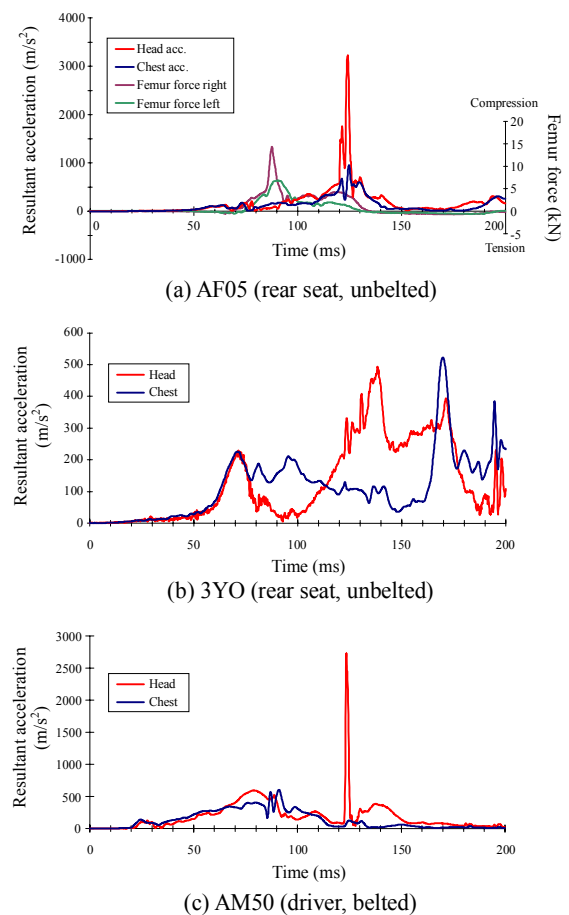 Resultant acceleration (m/s²)
4000
3000
2000
1000
0
-1000
Head acc.
Chest acc.
Femur force right
Femur force left
0
50
100
150
200
Time (ms)
Compression
20
15
10
5
0
-5
Tension
Femur force (kN)
(a) AF05 (rear seat, unbelted)
Resultant acceleration
(m/s²)
600
500
400
300
200
100
0
Head
Chest
0
50
100
150
200
Time (ms)
(b) 3YO (rear seat, unbelted)
Resultant acceleration
(m/s²)
3000
2500
2000
1500
1000
500
0
Head
Chest
0
50
100
150
200
Time (ms)
(c) AM50 (driver, belted)